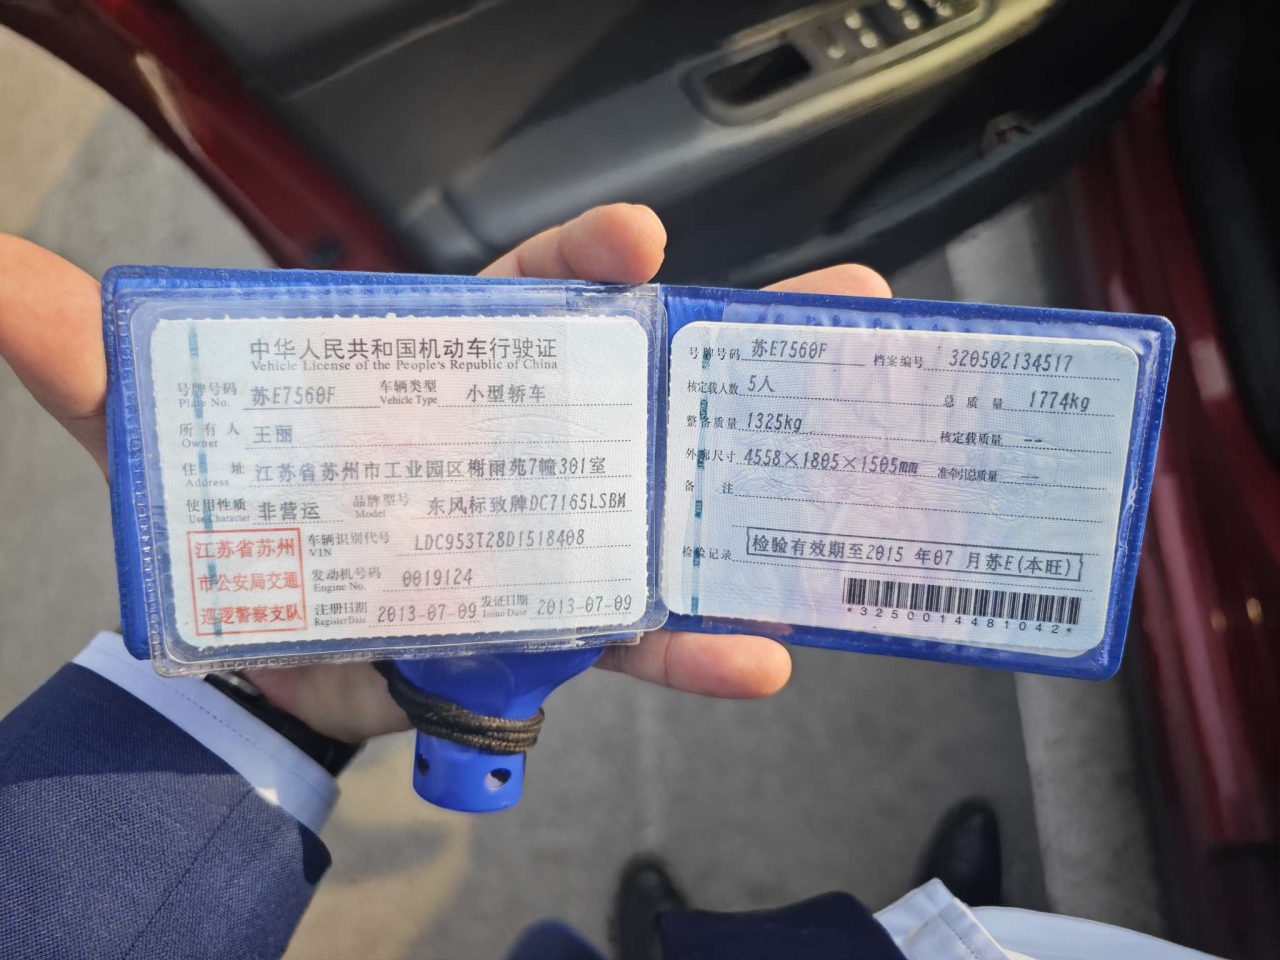 中华人民共和国机动车行驶证
Vehicle License of the People's Republic of China
号牌号码 苏E7560F 车辆类型 小型轿车
Plate No. Vehicle Type
所有人 王丽
Owner
住址 江苏省苏州市工业园区榭雨苑7幢301室
Address
使用性质 非营运 品牌型号 东风标致牌DC7165LSBM
Use Character Model
江苏省苏州
市公安局交通
巡逻警察支队
车辆识别代号 LDC953T28D1518408
VIN
发动机号码 0019124
Engine No.
注册日期 2013-07-09 发证日期 2013-07-09
Register Date Issue Date
号牌号码 苏E7560F 档案编号 320502134517
核定载人数 5人 总质量 1774kg
整备质量 1325kg 核定载质量 --
外廓尺寸 4558×1805×1505mm 准牵引总质量 --
备注
检验记录 检验有效期至2015 年07 月苏E(本旺)
*3250014481042*